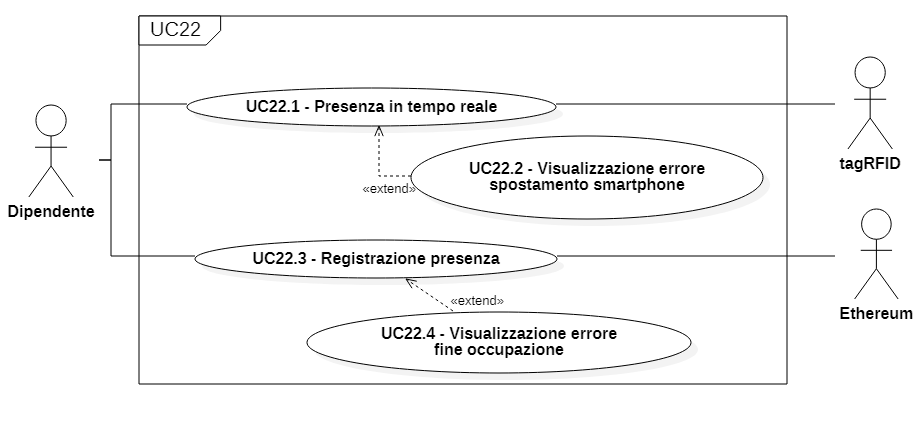 UC22
UC22.1 - Presenza in tempo reale
tagRFID
UC22.2 - Visualizzazione errore
spostamento smartphone
«extend»
Dipendente
UC22.3 - Registrazione presenza
«extend»
Ethereum
UC22.4 - Visualizzazione errore
fine occupazione